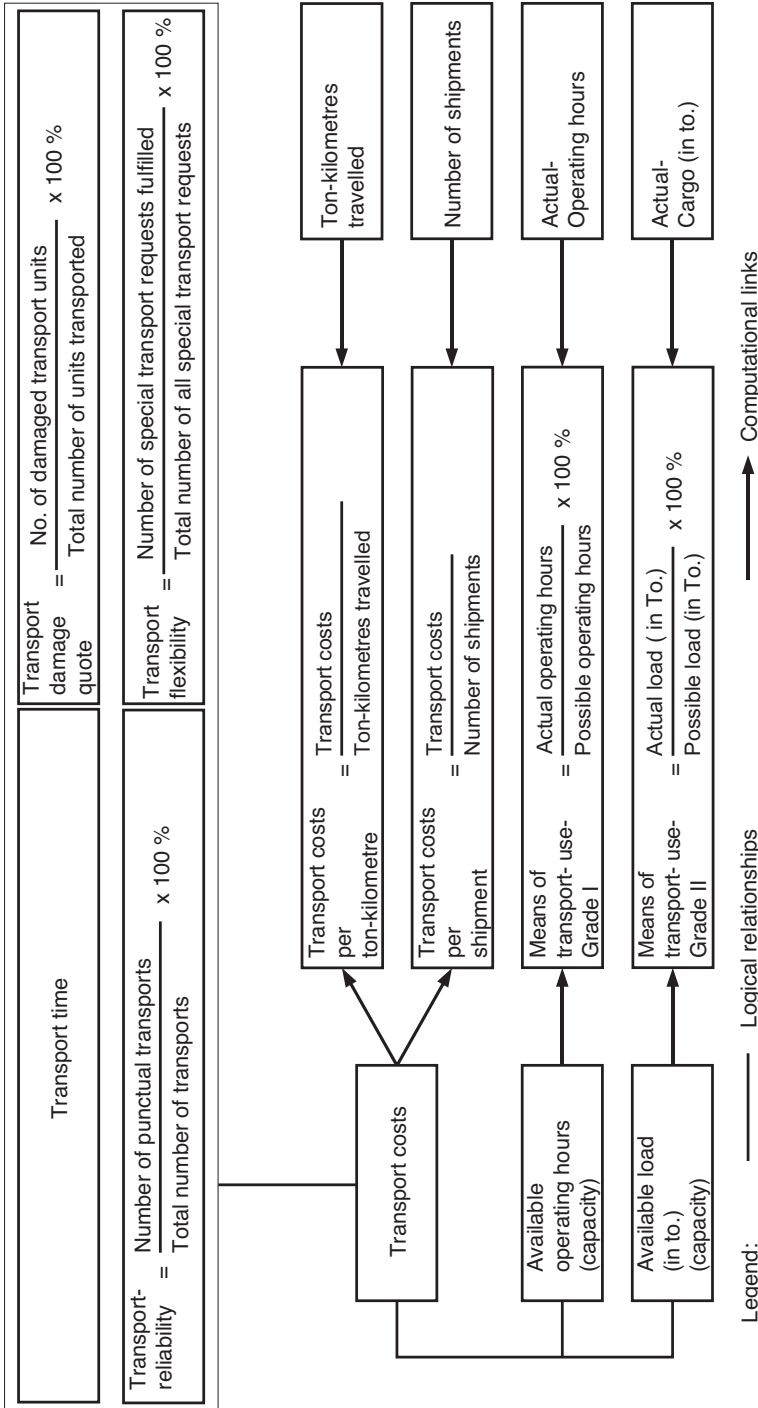 Transport time
Transport
damage
quote
=
No. of damaged transport units
Total number of units transported
x 100 %
Transport-
reliability
=
Number of punctual transports
Total number of transports
x 100 %
Transport
flexibility
=
Number of special transport requests fulfilled
Total number of all special transport requests
x 100 %
Transport costs
Transport costs
per
ton-kilometre
=
Transport costs
Ton-kilometres travelled
Ton-kilometres
travelled
Transport costs
per
shipment
=
Transport costs
Number of shipments
Number of shipments
Available
operating hours
(capacity)
Means of
transport- use-
Grade I
=
Actual operating hours
Possible operating hours
x 100 %
Actual-
Operating hours
Available load
(in to.)
(capacity)
Means of
transport- use-
Grade II
=
Actual load ( in To.)
Possible load (in To.)
x 100 %
Actual-
Cargo (in to.)
Legend:
Logical relationships
Computational links